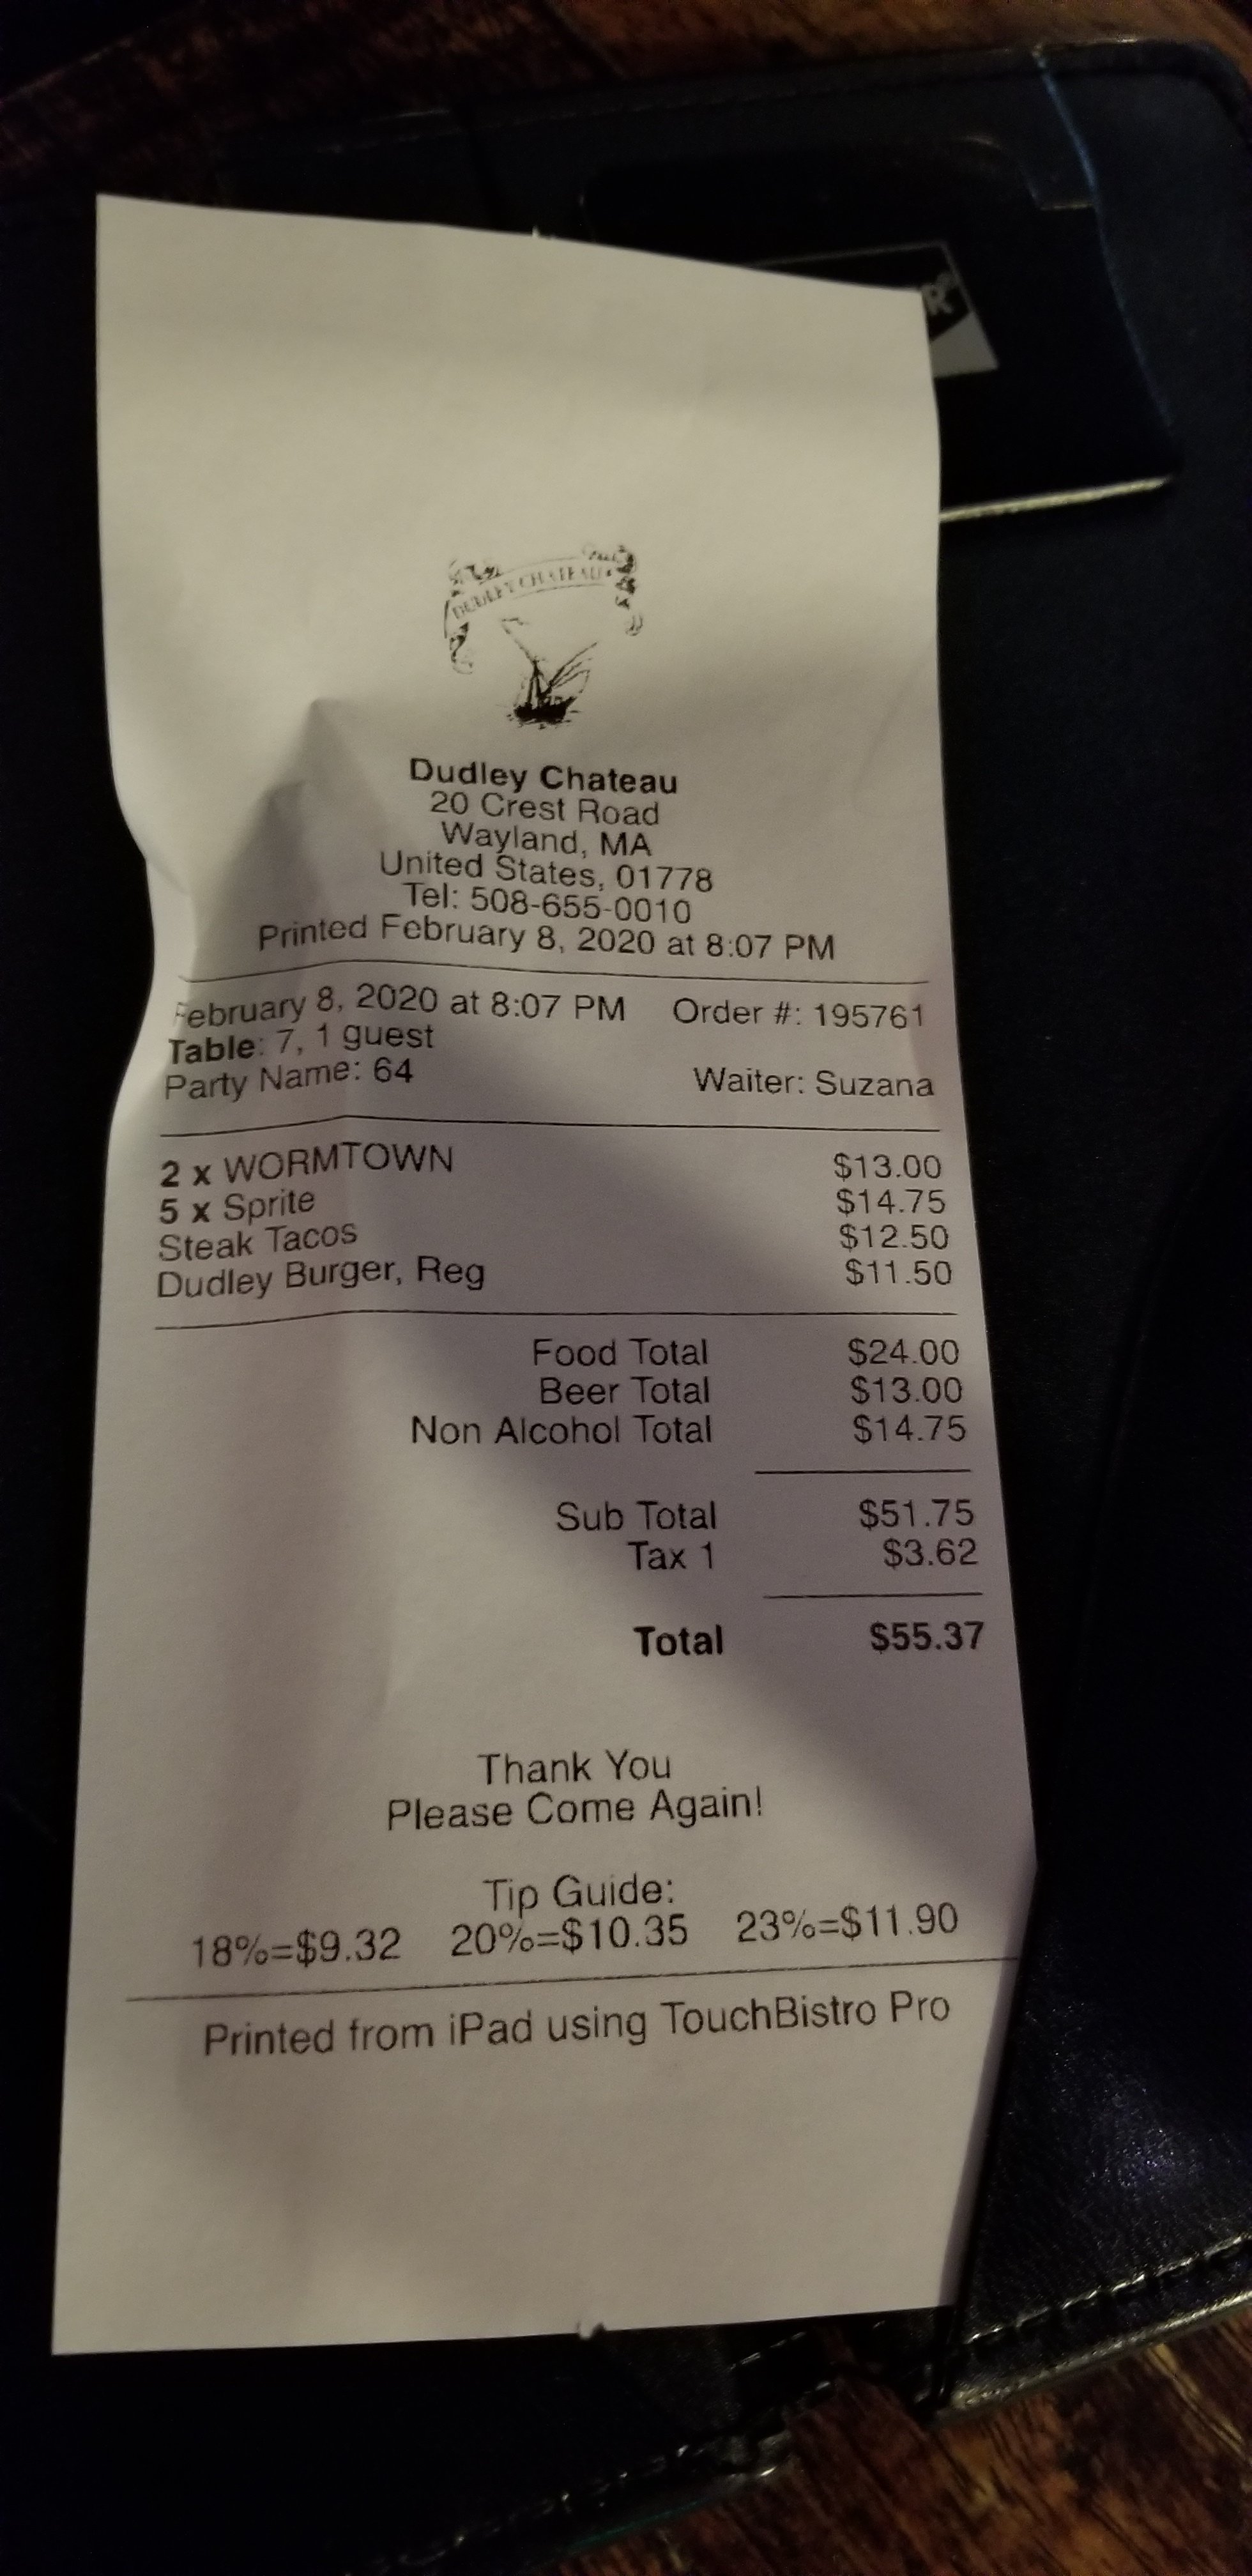 R®
DUDLEY CHATEAU
Dudley Chateau
20 Crest Road
Wayland, MA
United States, 01778
Tel: 508-655-0010
Printed February 8, 2020 at 8:07 PM
February 8, 2020 at 8:07 PM Order #: 195761
Table: 7, 1 guest
Party Name: 64 Waiter: Suzana
2 x WORMTOWN $13.00
5 x Sprite $14.75
Steak Tacos $12.50
Dudley Burger, Reg $11.50
Food Total $24.00
Beer Total $13.00
Non Alcohol Total $14.75
Sub Total $51.75
Tax 1 $3.62
Total $55.37
Thank You
Please Come Again!
Tip Guide:
18%=$9.32 20%=$10.35 23%=$11.90
Printed from iPad using TouchBistro Pro